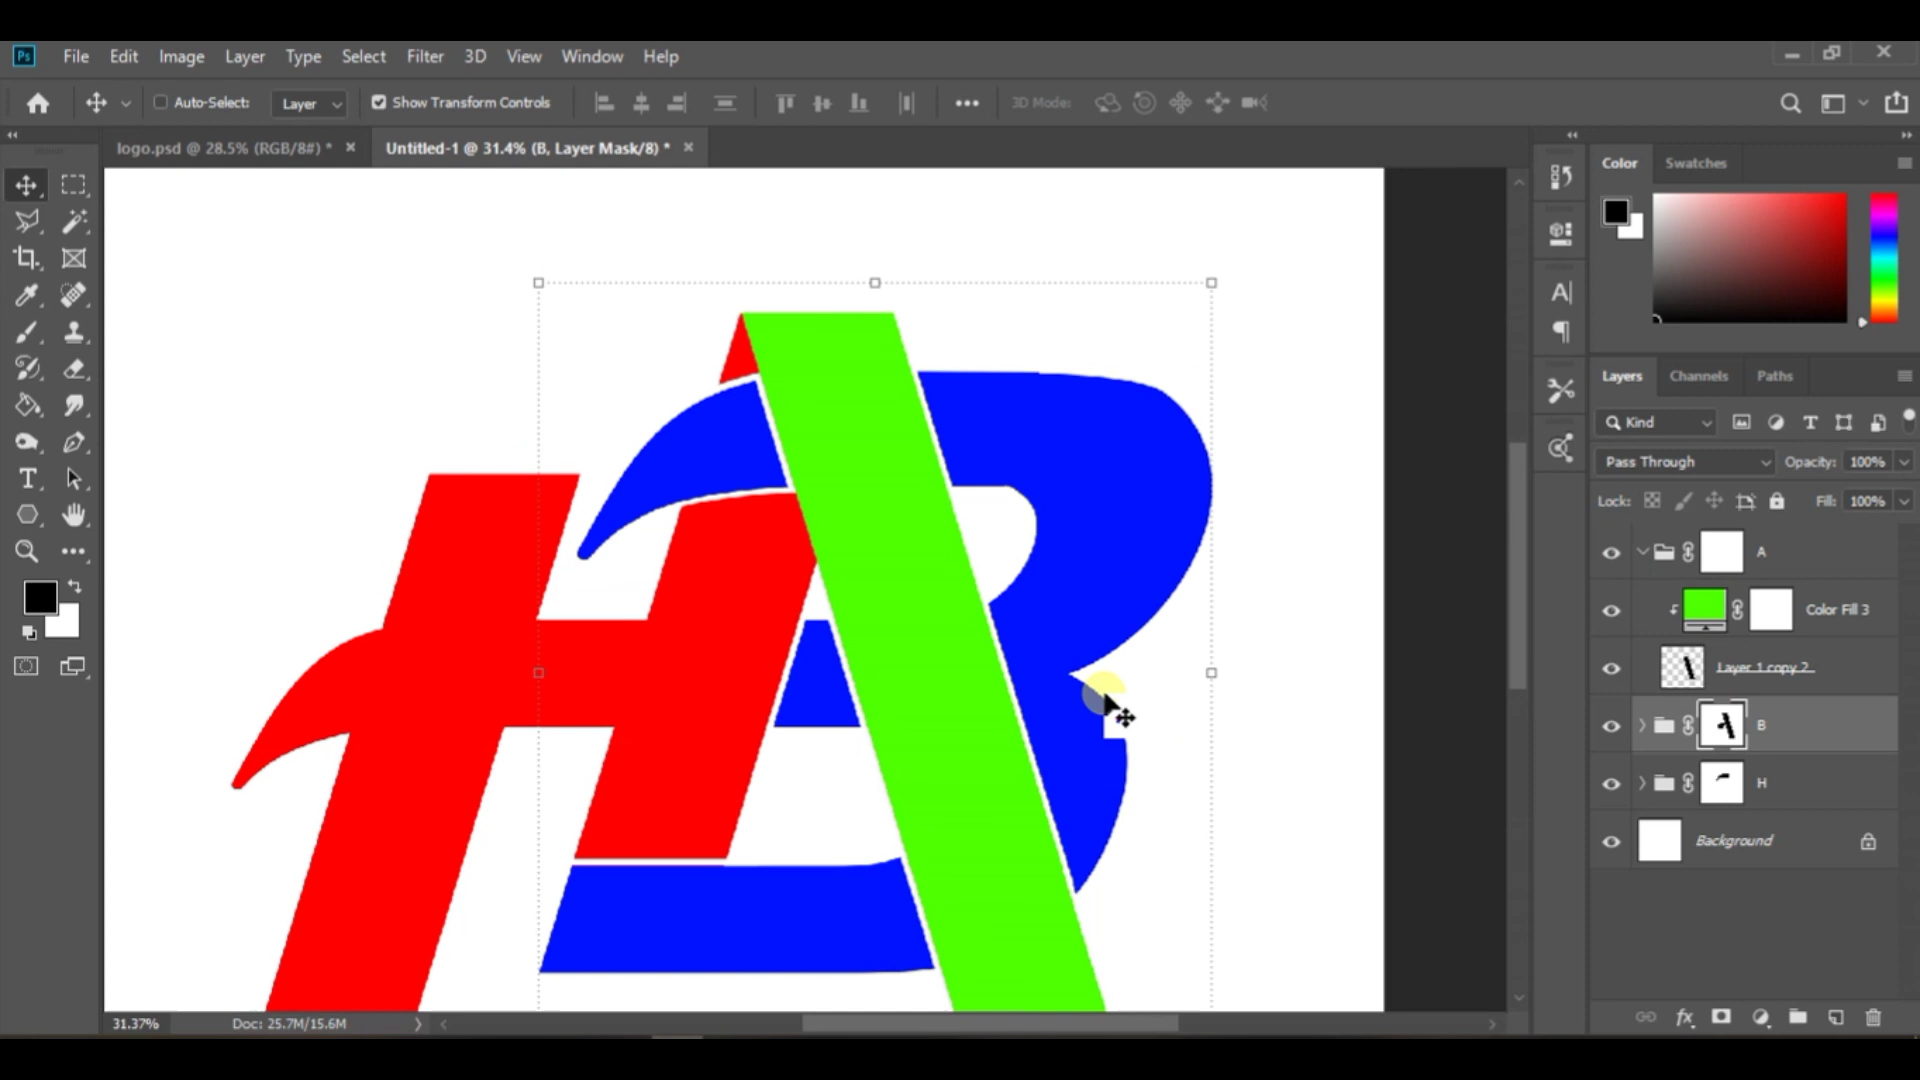 Ps File Edit Image Layer Type Select Filter 3D View Window Help
Auto-Select: Layer Show Transform Controls 3D Mode:
logo.psd @ 28.5% (RGB/8#) * Untitled-1 @ 31.4% (B, Layer Mask/8) *
Color Swatches
Layers Channels Paths
Kind
Pass Through Opacity: 100%
Lock: Fill: 100%
A
Color Fill 3
Layer 1 copy 2
B
H
Background
HAB
31.37% Doc: 25.7M/15.6M